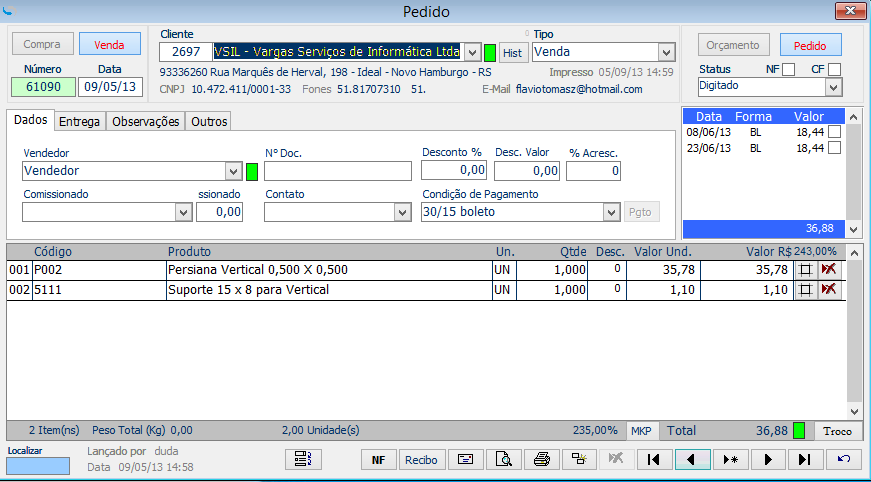 Pedido
Compra Venda
Cliente
2697 VSIL - Vargas Serviços de Informática Ltda Hist
0 Tipo
Venda
Orçamento Pedido
Número Data
61090 09/05/13
93336260 Rua Marquês de Herval, 198 - Ideal - Novo Hamburgo - RS Impresso 05/09/13 14:59
CNPJ 10.472.411/0001-33 Fones 51.81707310 51. E-Mail flaviotomasz@hotmail.com
Status NF CF
Digitado
Dados Entrega Observações Outros
Vendedor Nº Doc. Desconto % Desc. Valor % Acresc.
Vendedor 0,00 0,00 0
Comissionado ssionado Contato Condição de Pagamento
0,00 30/15 boleto Pgto
Data Forma Valor
08/06/13 BL 18,44
23/06/13 BL 18,44
36,88
Código Produto Un. Qtde Desc. Valor Und. Valor R$ 243,00%
001 P002 Persiana Vertical 0,500 X 0,500 UN 1,000 0 35,78 35,78
002 5111 Suporte 15 x 8 para Vertical UN 1,000 0 1,10 1,10
2 Item(ns) Peso Total (Kg) 0,00 2,00 Unidade(s) 235,00% MKP Total 36,88 Troco
Localizar Lançado por duda
Data 09/05/13 14:58
NF Recibo